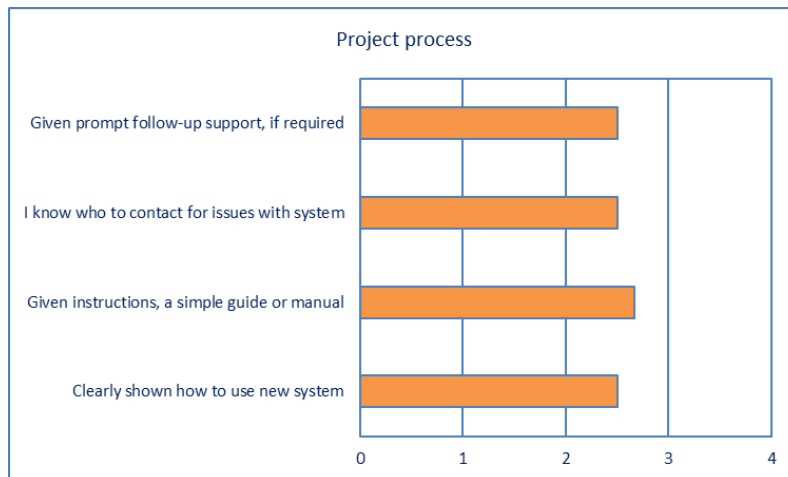 Project process
Given prompt follow-up support, if required
I know who to contact for issues with system
Given instructions, a simple guide or manual
Clearly shown how to use new system
0 1 2 3 4